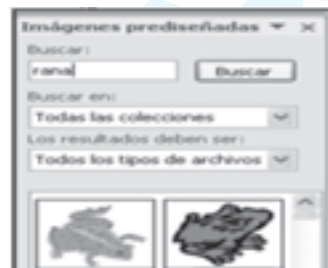 Imágenes prediseñadas
Buscar:
rana
Buscar
Buscar en:
Todas las colecciones
Los resultados deben ser:
Todos los tipos de archivos